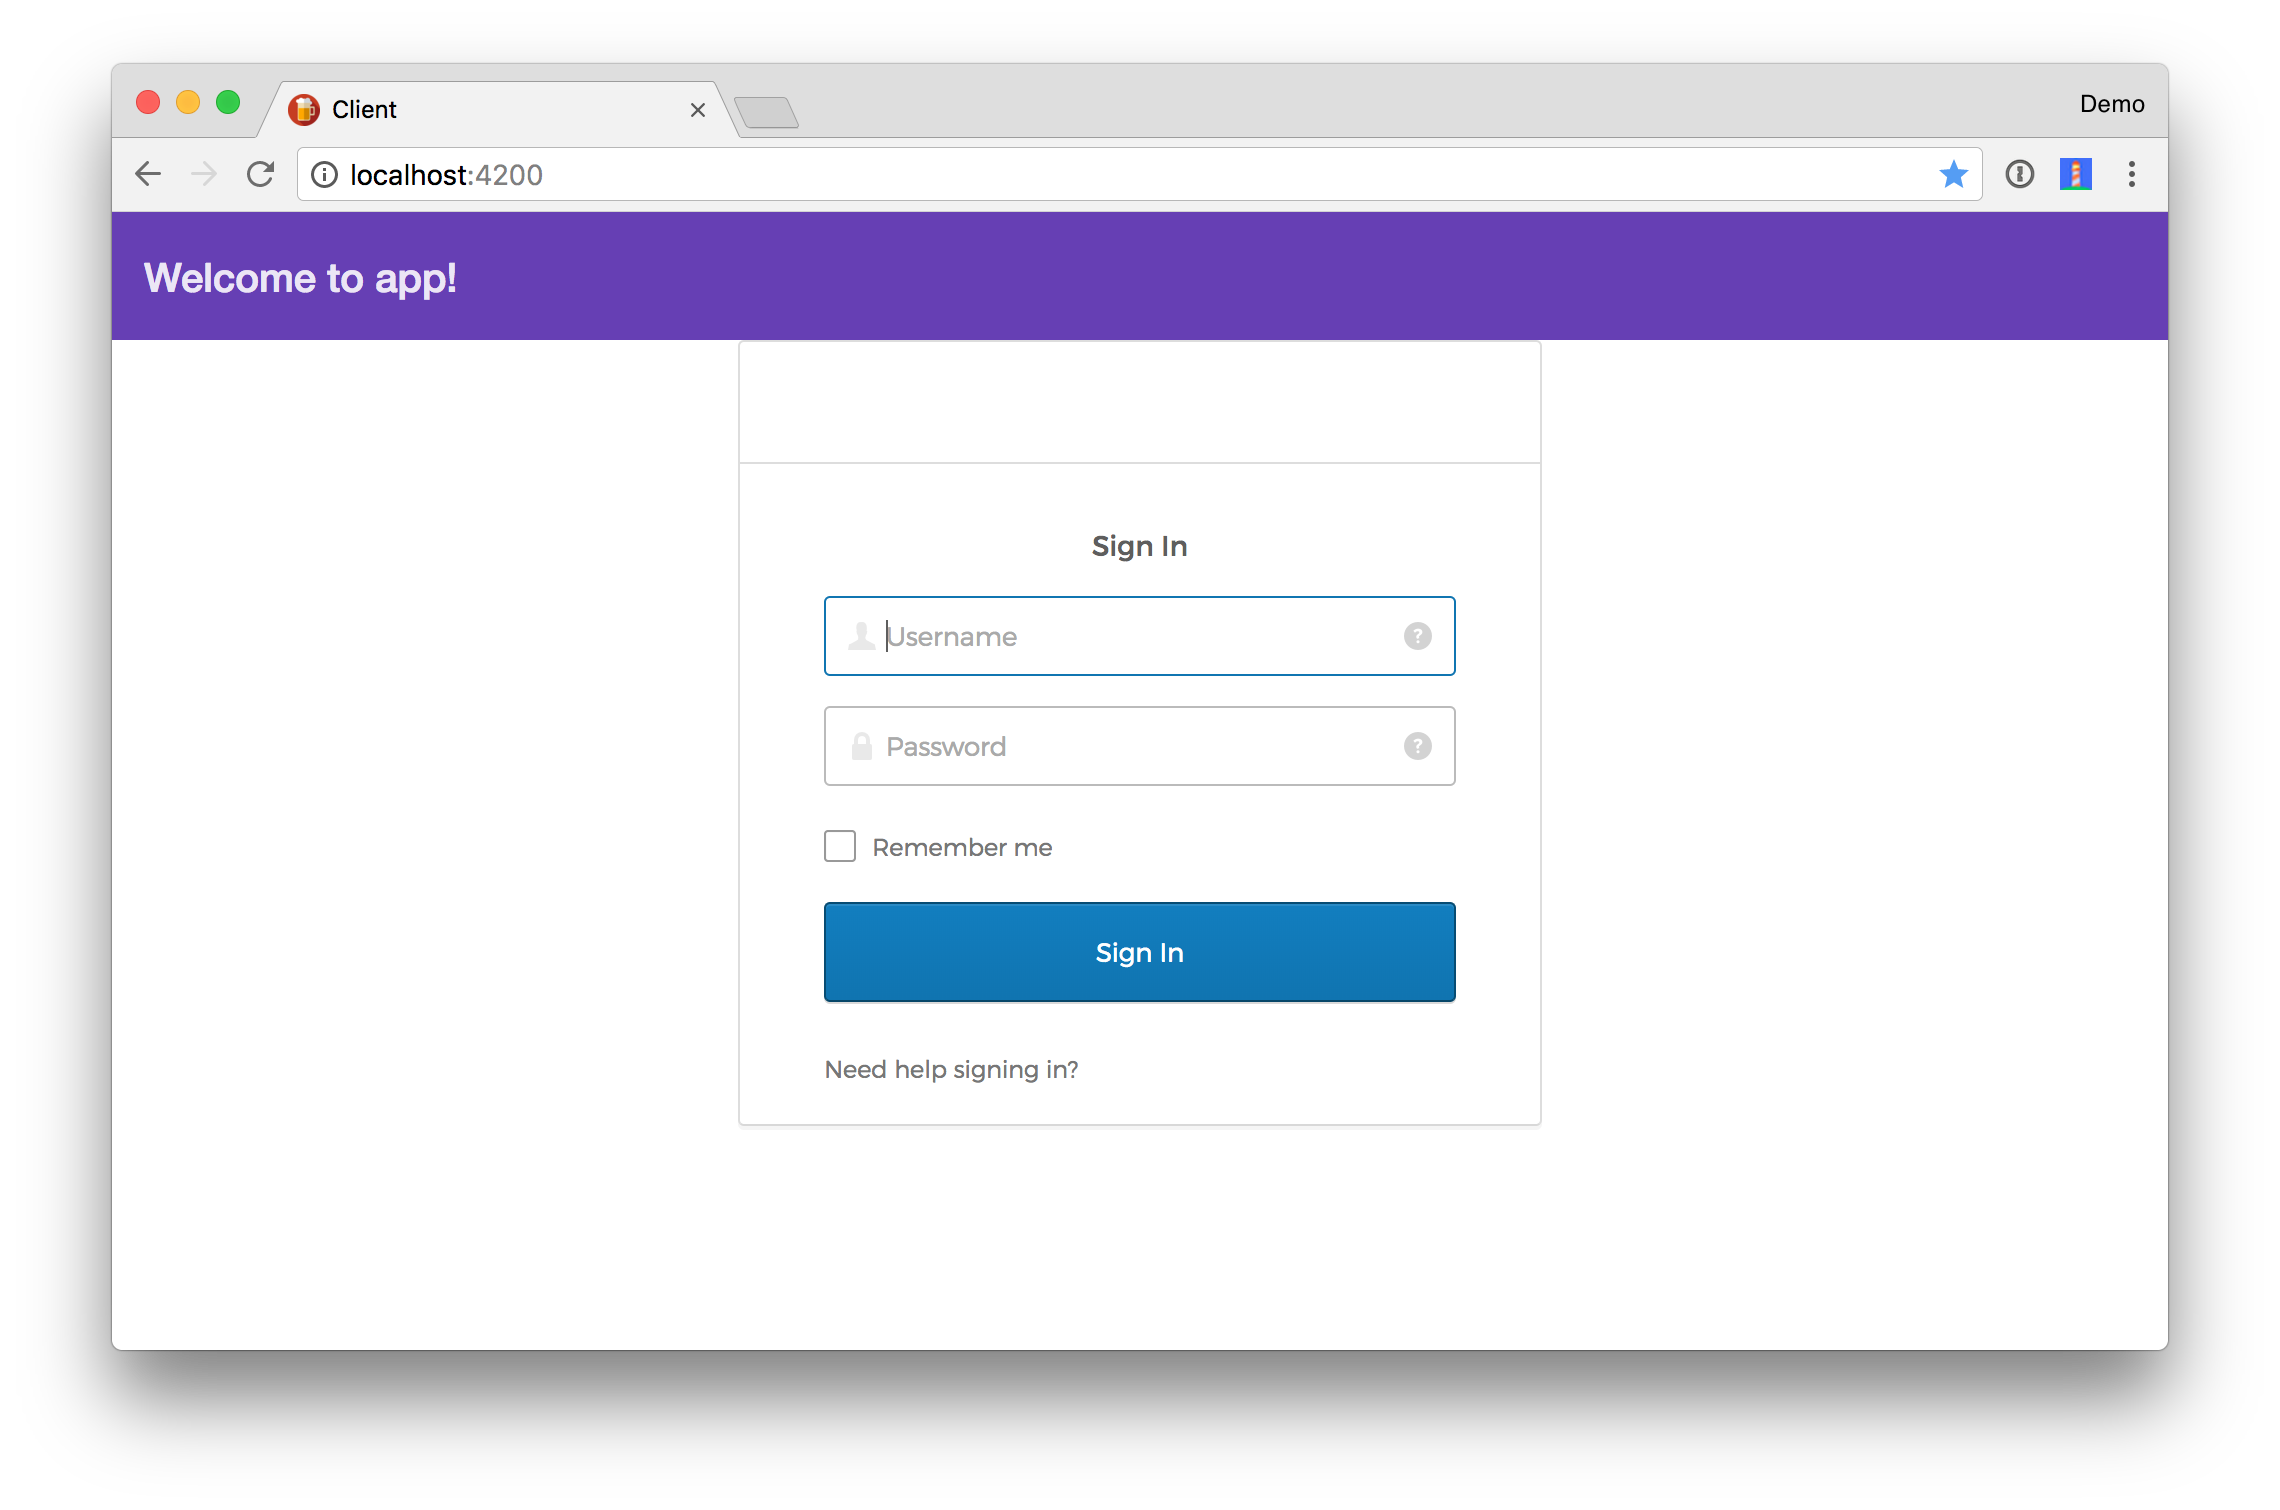 Client
Demo
localhost:4200
Welcome to app!
Sign In
Username
Password
Remember me
Sign In
Need help signing in?